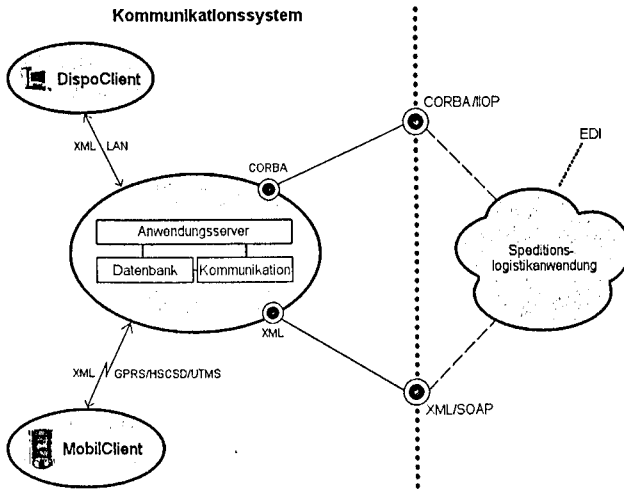 Kommunikationssystem
DispoClient
CORBA/IIOP
EDI
XML LAN
CORBA
Anwendungsserver
Datenbank
Kommunikation
Speditions-
logistikanwendung
XML
XML GPRS/HSCSD/UTMS
XML/SOAP
MobilClient